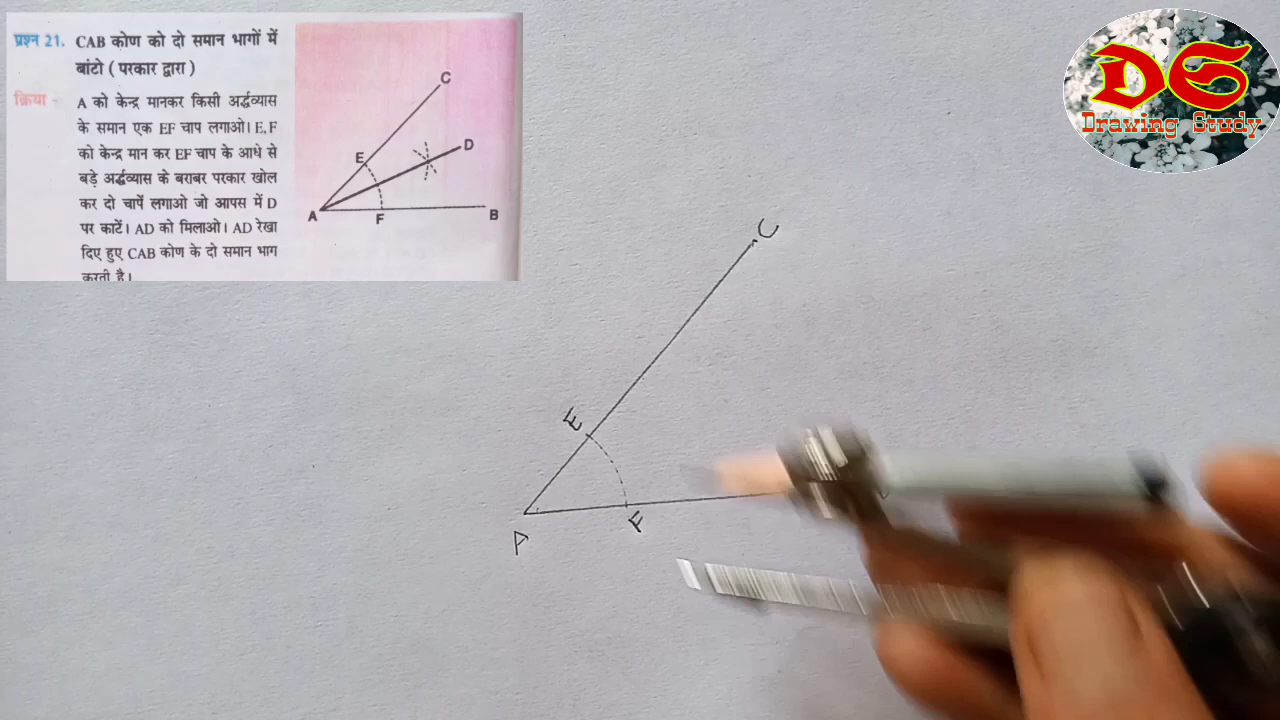 प्रश्न 21. CAB कोण को दो समान भागों में
बांटो ( परकार द्वारा )
क्रिया - A को केन्द्र मानकर किसी अर्द्धव्यास
के समान एक EF चाप लगाओ। E, F
को केन्द्र मान कर EF चाप के आधे से
बड़े अर्द्धव्यास के बराबर परकार खोल
कर दो चापें लगाओ जो आपस में D
पर काटें। AD को मिलाओ। AD रेखा
दिए हुए CAB कोण के दो समान भाग
करती है।
C
D
E
A
F
B
DS
Drawing Study
C
E
F
A